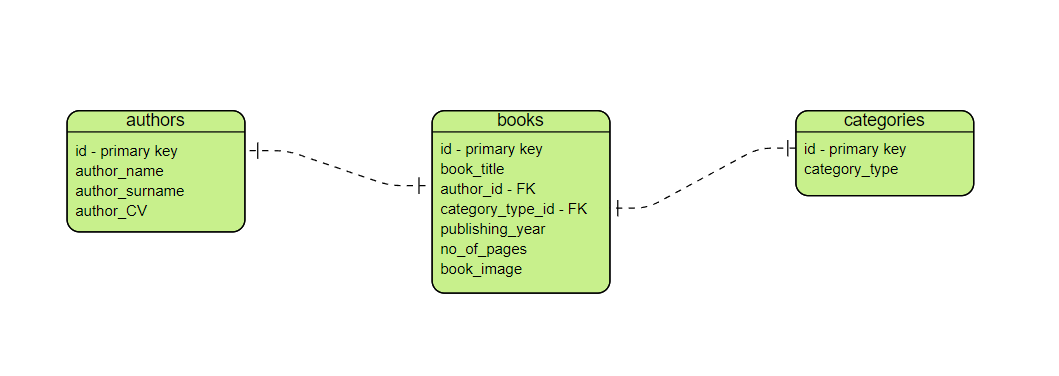 authors
id - primary key
author_name
author_surname
author_CV
books
id - primary key
book_title
author_id - FK
category_type_id - FK
publishing_year
no_of_pages
book_image
categories
id - primary key
category_type